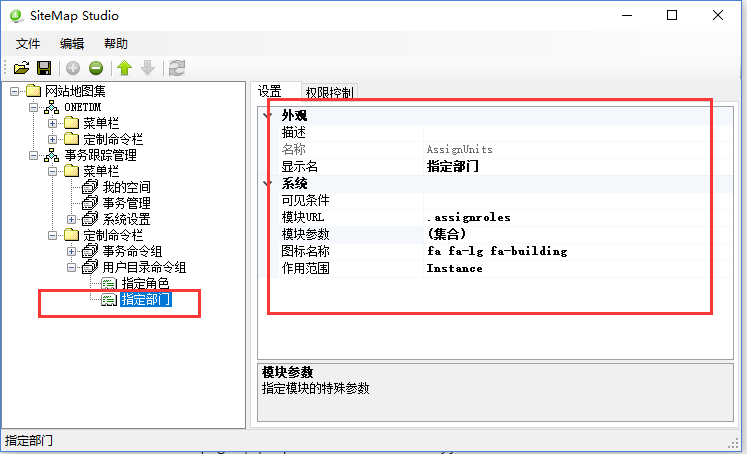 SiteMap Studio
文件 编辑 帮助
网站地图集
ONETDM
菜单栏
定制命令栏
事务跟踪管理
菜单栏
我的空间
事务管理
系统设置
定制命令栏
事务命令组
用户目录命令组
指定角色
指定部门
设置 权限控制
外观
描述
名称 AssignUnits
显示名 指定部门
系统
可见条件
模块URL .assignroles
模块参数 (集合)
图标名称 fa fa-lg fa-building
作用范围 Instance
模块参数
指定模块的特殊参数
指定部门